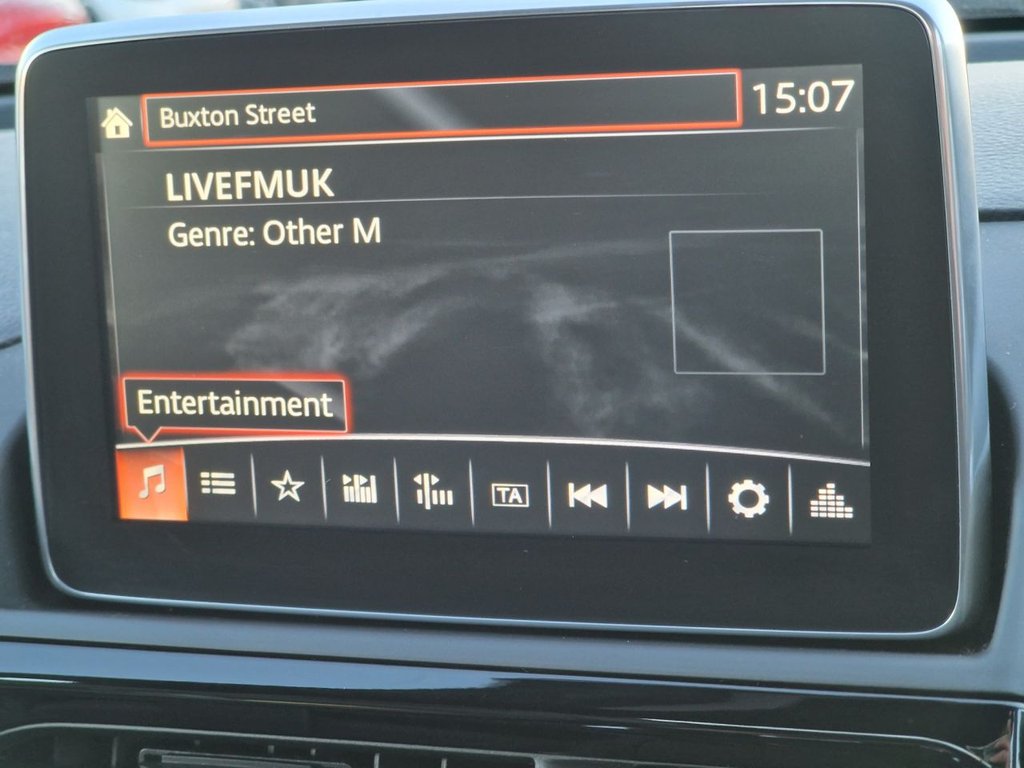 Buxton Street
15:07
LIVEFMUK
Genre: Other M
Entertainment
TA